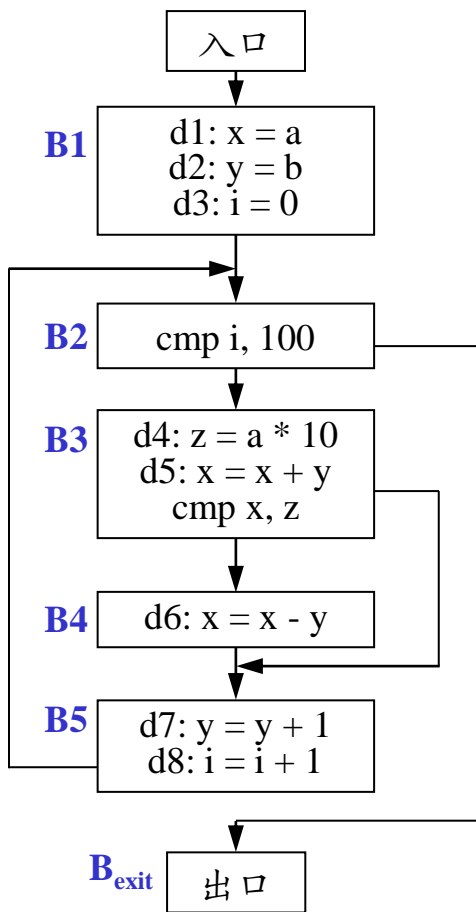 入口
B1
d1: x = a
d2: y = b
d3: i = 0
B2
cmp i, 100
B3
d4: z = a * 10
d5: x = x + y
cmp x, z
B4
d6: x = x - y
B5
d7: y = y + 1
d8: i = i + 1
Bexit
出口